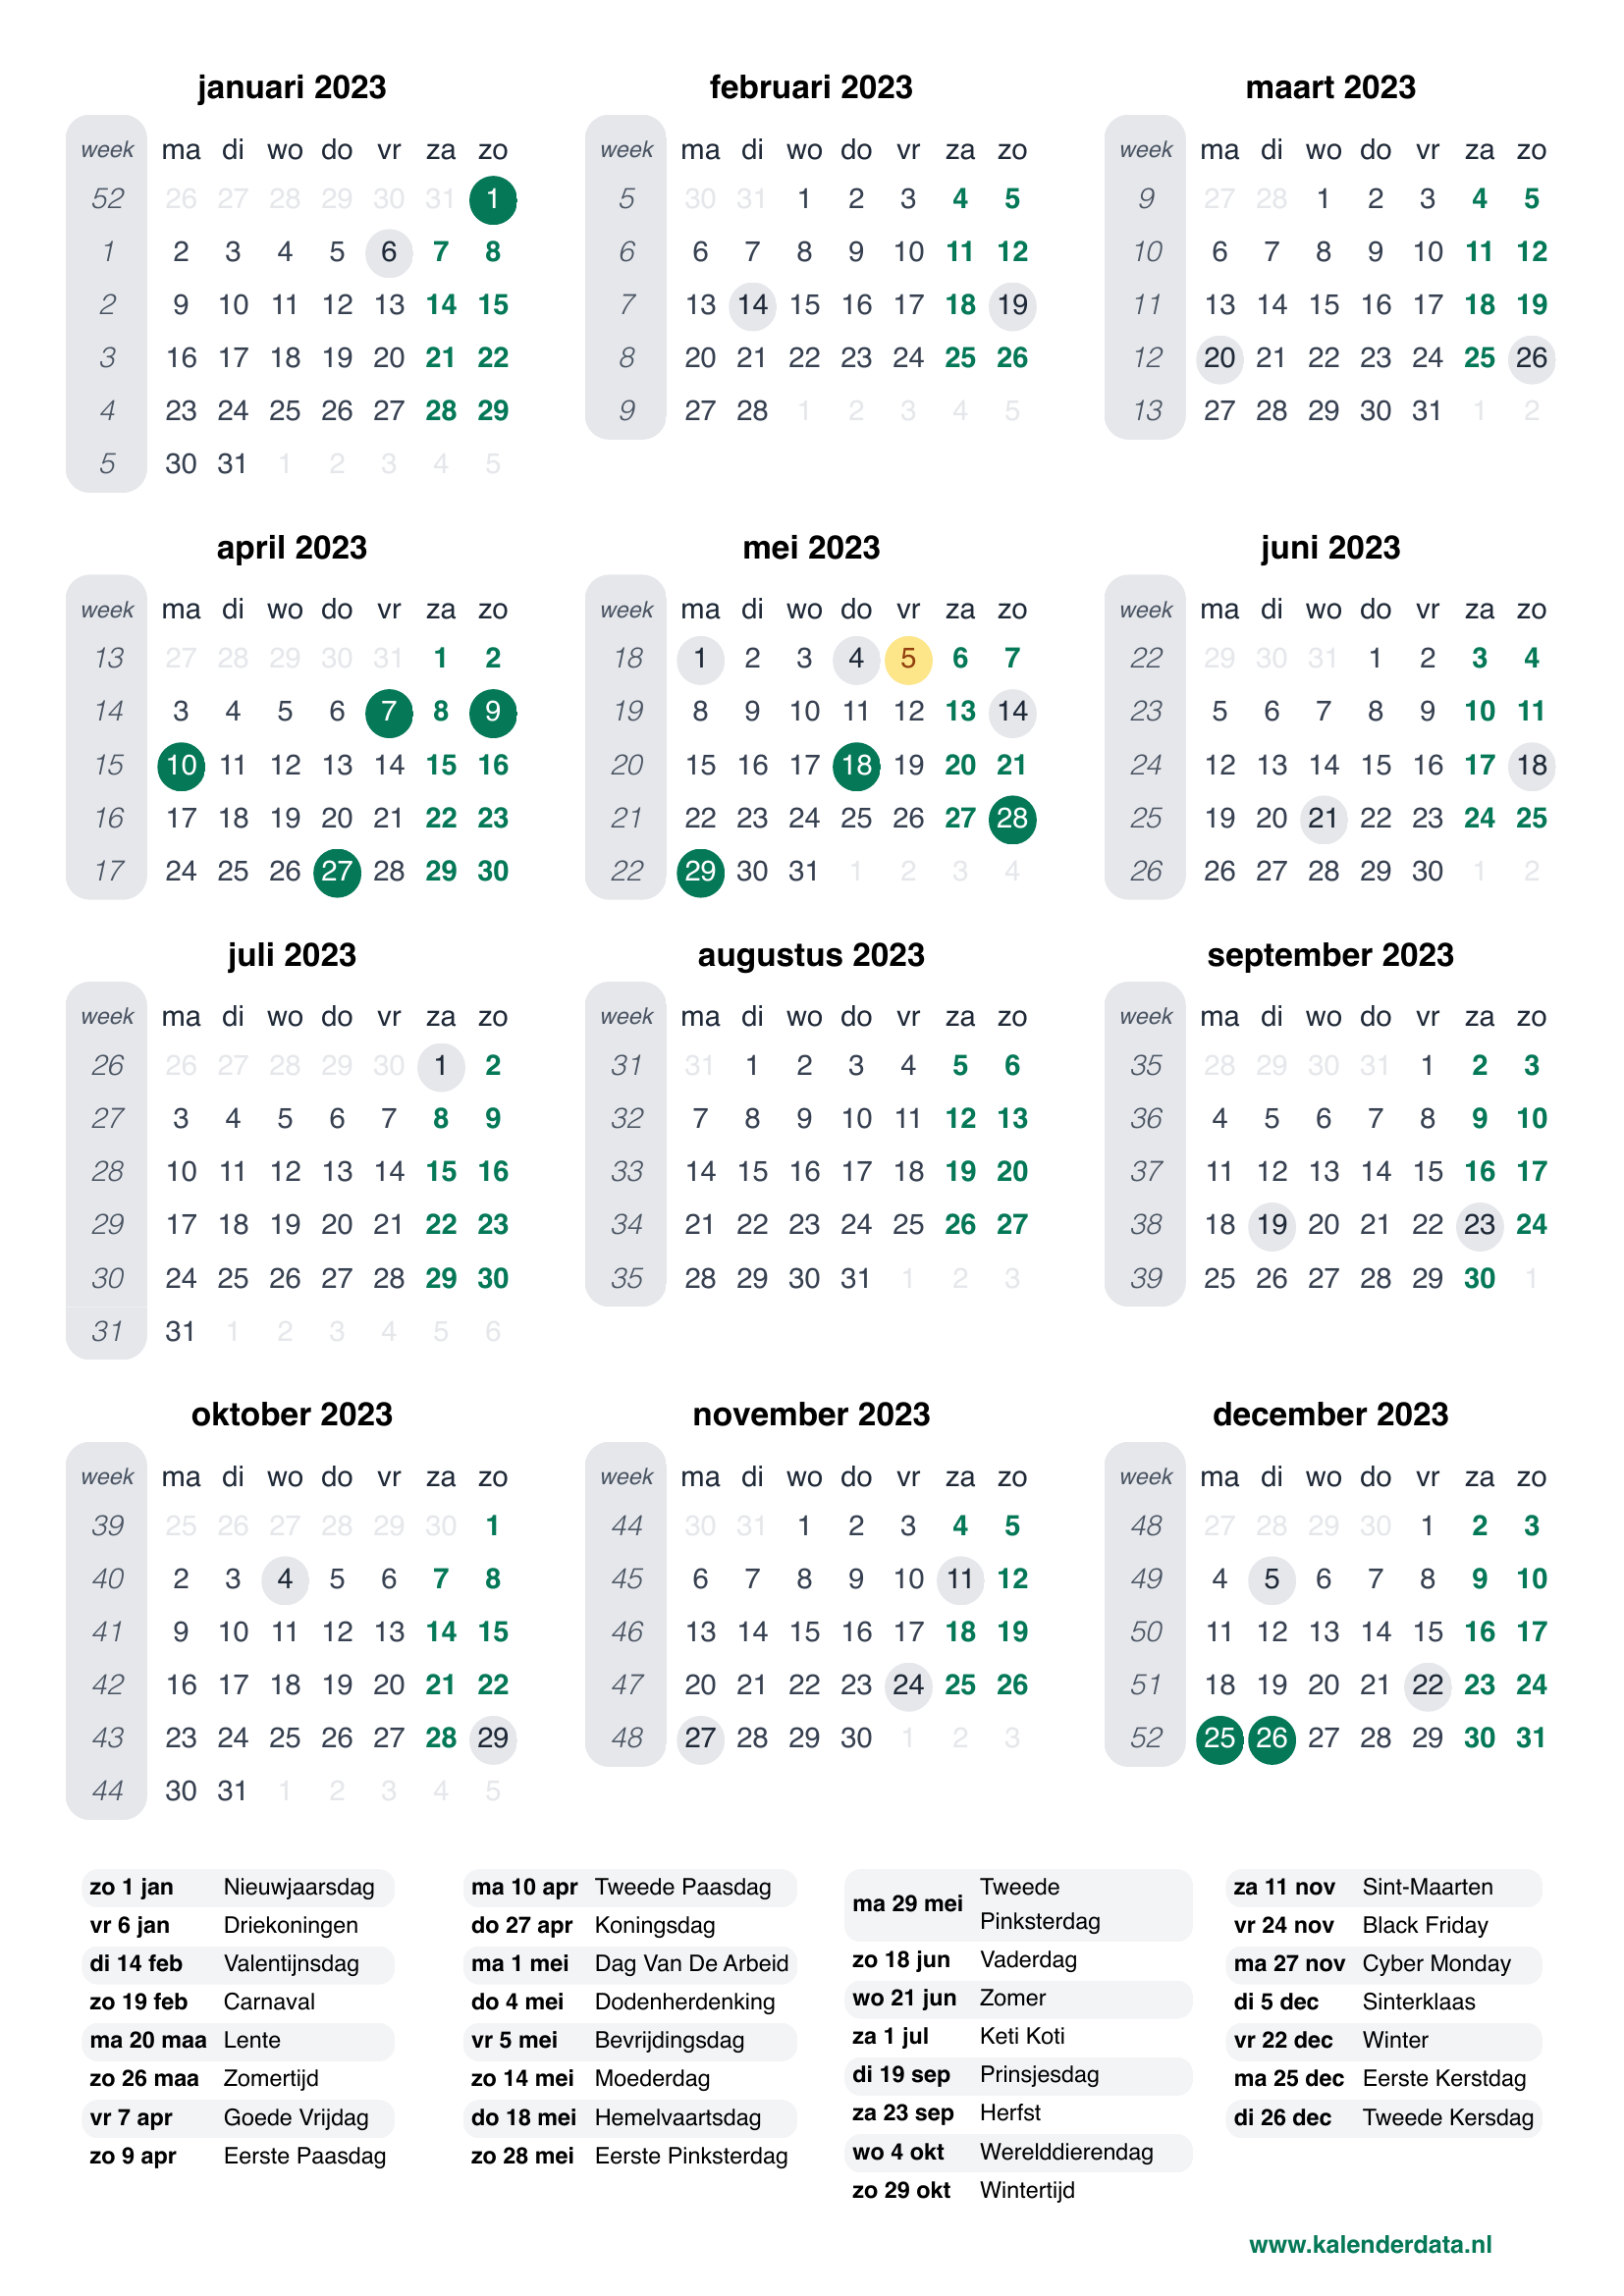 januari 2023
week ma di wo do vr za zo
52 26 27 28 29 30 31 1
1 2 3 4 5 6 7 8
2 9 10 11 12 13 14 15
3 16 17 18 19 20 21 22
4 23 24 25 26 27 28 29
5 30 31 1 2 3 4 5
februari 2023
week ma di wo do vr za zo
5 30 31 1 2 3 4 5
6 6 7 8 9 10 11 12
7 13 14 15 16 17 18 19
8 20 21 22 23 24 25 26
9 27 28 1 2 3 4 5
maart 2023
week ma di wo do vr za zo
9 27 28 1 2 3 4 5
10 6 7 8 9 10 11 12
11 13 14 15 16 17 18 19
12 20 21 22 23 24 25 26
13 27 28 29 30 31 1 2
april 2023
week ma di wo do vr za zo
13 27 28 29 30 31 1 2
14 3 4 5 6 7 8 9
15 10 11 12 13 14 15 16
16 17 18 19 20 21 22 23
17 24 25 26 27 28 29 30
mei 2023
week ma di wo do vr za zo
18 1 2 3 4 5 6 7
19 8 9 10 11 12 13 14
20 15 16 17 18 19 20 21
21 22 23 24 25 26 27 28
22 29 30 31 1 2 3 4
juni 2023
week ma di wo do vr za zo
22 29 30 31 1 2 3 4
23 5 6 7 8 9 10 11
24 12 13 14 15 16 17 18
25 19 20 21 22 23 24 25
26 26 27 28 29 30 1 2
juli 2023
week ma di wo do vr za zo
26 26 27 28 29 30 1 2
27 3 4 5 6 7 8 9
28 10 11 12 13 14 15 16
29 17 18 19 20 21 22 23
30 24 25 26 27 28 29 30
31 31 1 2 3 4 5 6
augustus 2023
week ma di wo do vr za zo
31 31 1 2 3 4 5 6
32 7 8 9 10 11 12 13
33 14 15 16 17 18 19 20
34 21 22 23 24 25 26 27
35 28 29 30 31 1 2 3
september 2023
week ma di wo do vr za zo
35 28 29 30 31 1 2 3
36 4 5 6 7 8 9 10
37 11 12 13 14 15 16 17
38 18 19 20 21 22 23 24
39 25 26 27 28 29 30 1
oktober 2023
week ma di wo do vr za zo
39 25 26 27 28 29 30 1
40 2 3 4 5 6 7 8
41 9 10 11 12 13 14 15
42 16 17 18 19 20 21 22
43 23 24 25 26 27 28 29
44 30 31 1 2 3 4 5
november 2023
week ma di wo do vr za zo
44 30 31 1 2 3 4 5
45 6 7 8 9 10 11 12
46 13 14 15 16 17 18 19
47 20 21 22 23 24 25 26
48 27 28 29 30 1 2 3
december 2023
week ma di wo do vr za zo
48 27 28 29 30 1 2 3
49 4 5 6 7 8 9 10
50 11 12 13 14 15 16 17
51 18 19 20 21 22 23 24
52 25 26 27 28 29 30 31
zo 1 jan Nieuwjaarsdag
vr 6 jan Driekoningen
di 14 feb Valentijnsdag
zo 19 feb Carnaval
ma 20 maa Lente
zo 26 maa Zomertijd
vr 7 apr Goede Vrijdag
zo 9 apr Eerste Paasdag
ma 10 apr Tweede Paasdag
do 27 apr Koningsdag
ma 1 mei Dag Van De Arbeid
do 4 mei Dodenherdenking
vr 5 mei Bevrijdingsdag
zo 14 mei Moederdag
do 18 mei Hemelvaartsdag
zo 28 mei Eerste Pinksterdag
ma 29 mei Tweede
Pinksterdag
zo 18 jun Vaderdag
wo 21 jun Zomer
za 1 jul Keti Koti
di 19 sep Prinsjesdag
za 23 sep Herfst
wo 4 okt Werelddierendag
zo 29 okt Wintertijd
za 11 nov Sint-Maarten
vr 24 nov Black Friday
ma 27 nov Cyber Monday
di 5 dec Sinterklaas
vr 22 dec Winter
ma 25 dec Eerste Kerstdag
di 26 dec Tweede Kersdag
www.kalenderdata.nl